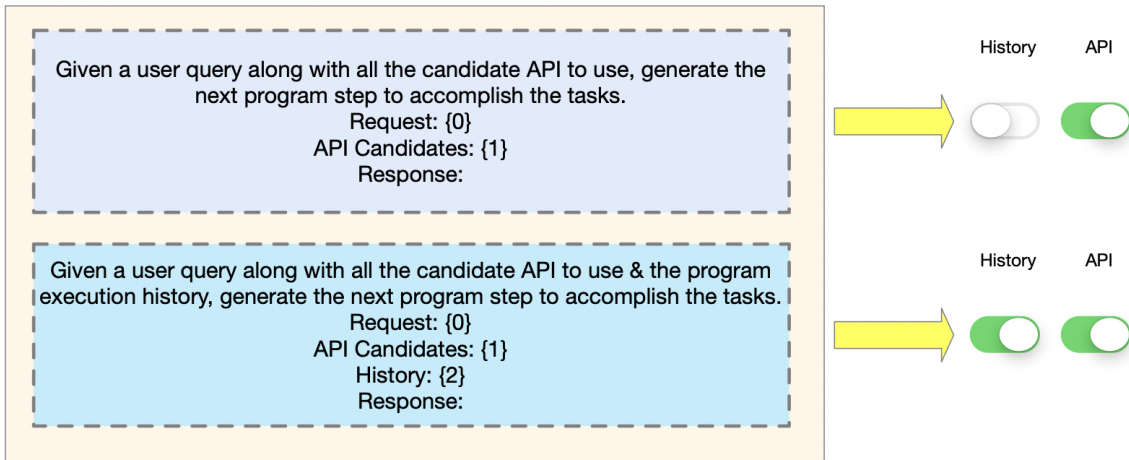 Given a user query along with all the candidate API to use, generate the
next program step to accomplish the tasks.
Request: {0}
API Candidates: {1}
Response:
History API
Given a user query along with all the candidate API to use & the program
execution history, generate the next program step to accomplish the tasks.
Request: {0}
API Candidates: {1}
History: {2}
Response:
History API